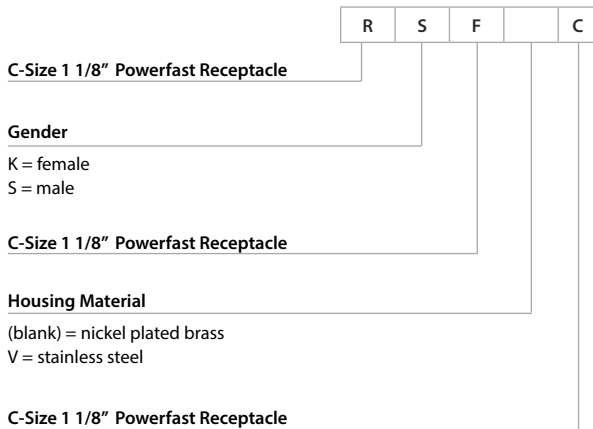 R S F C
C-Size 1 1/8” Powerfast Receptacle
Gender
K = female
S = male
C-Size 1 1/8” Powerfast Receptacle
Housing Material
(blank) = nickel plated brass
V = stainless steel
C-Size 1 1/8” Powerfast Receptacle